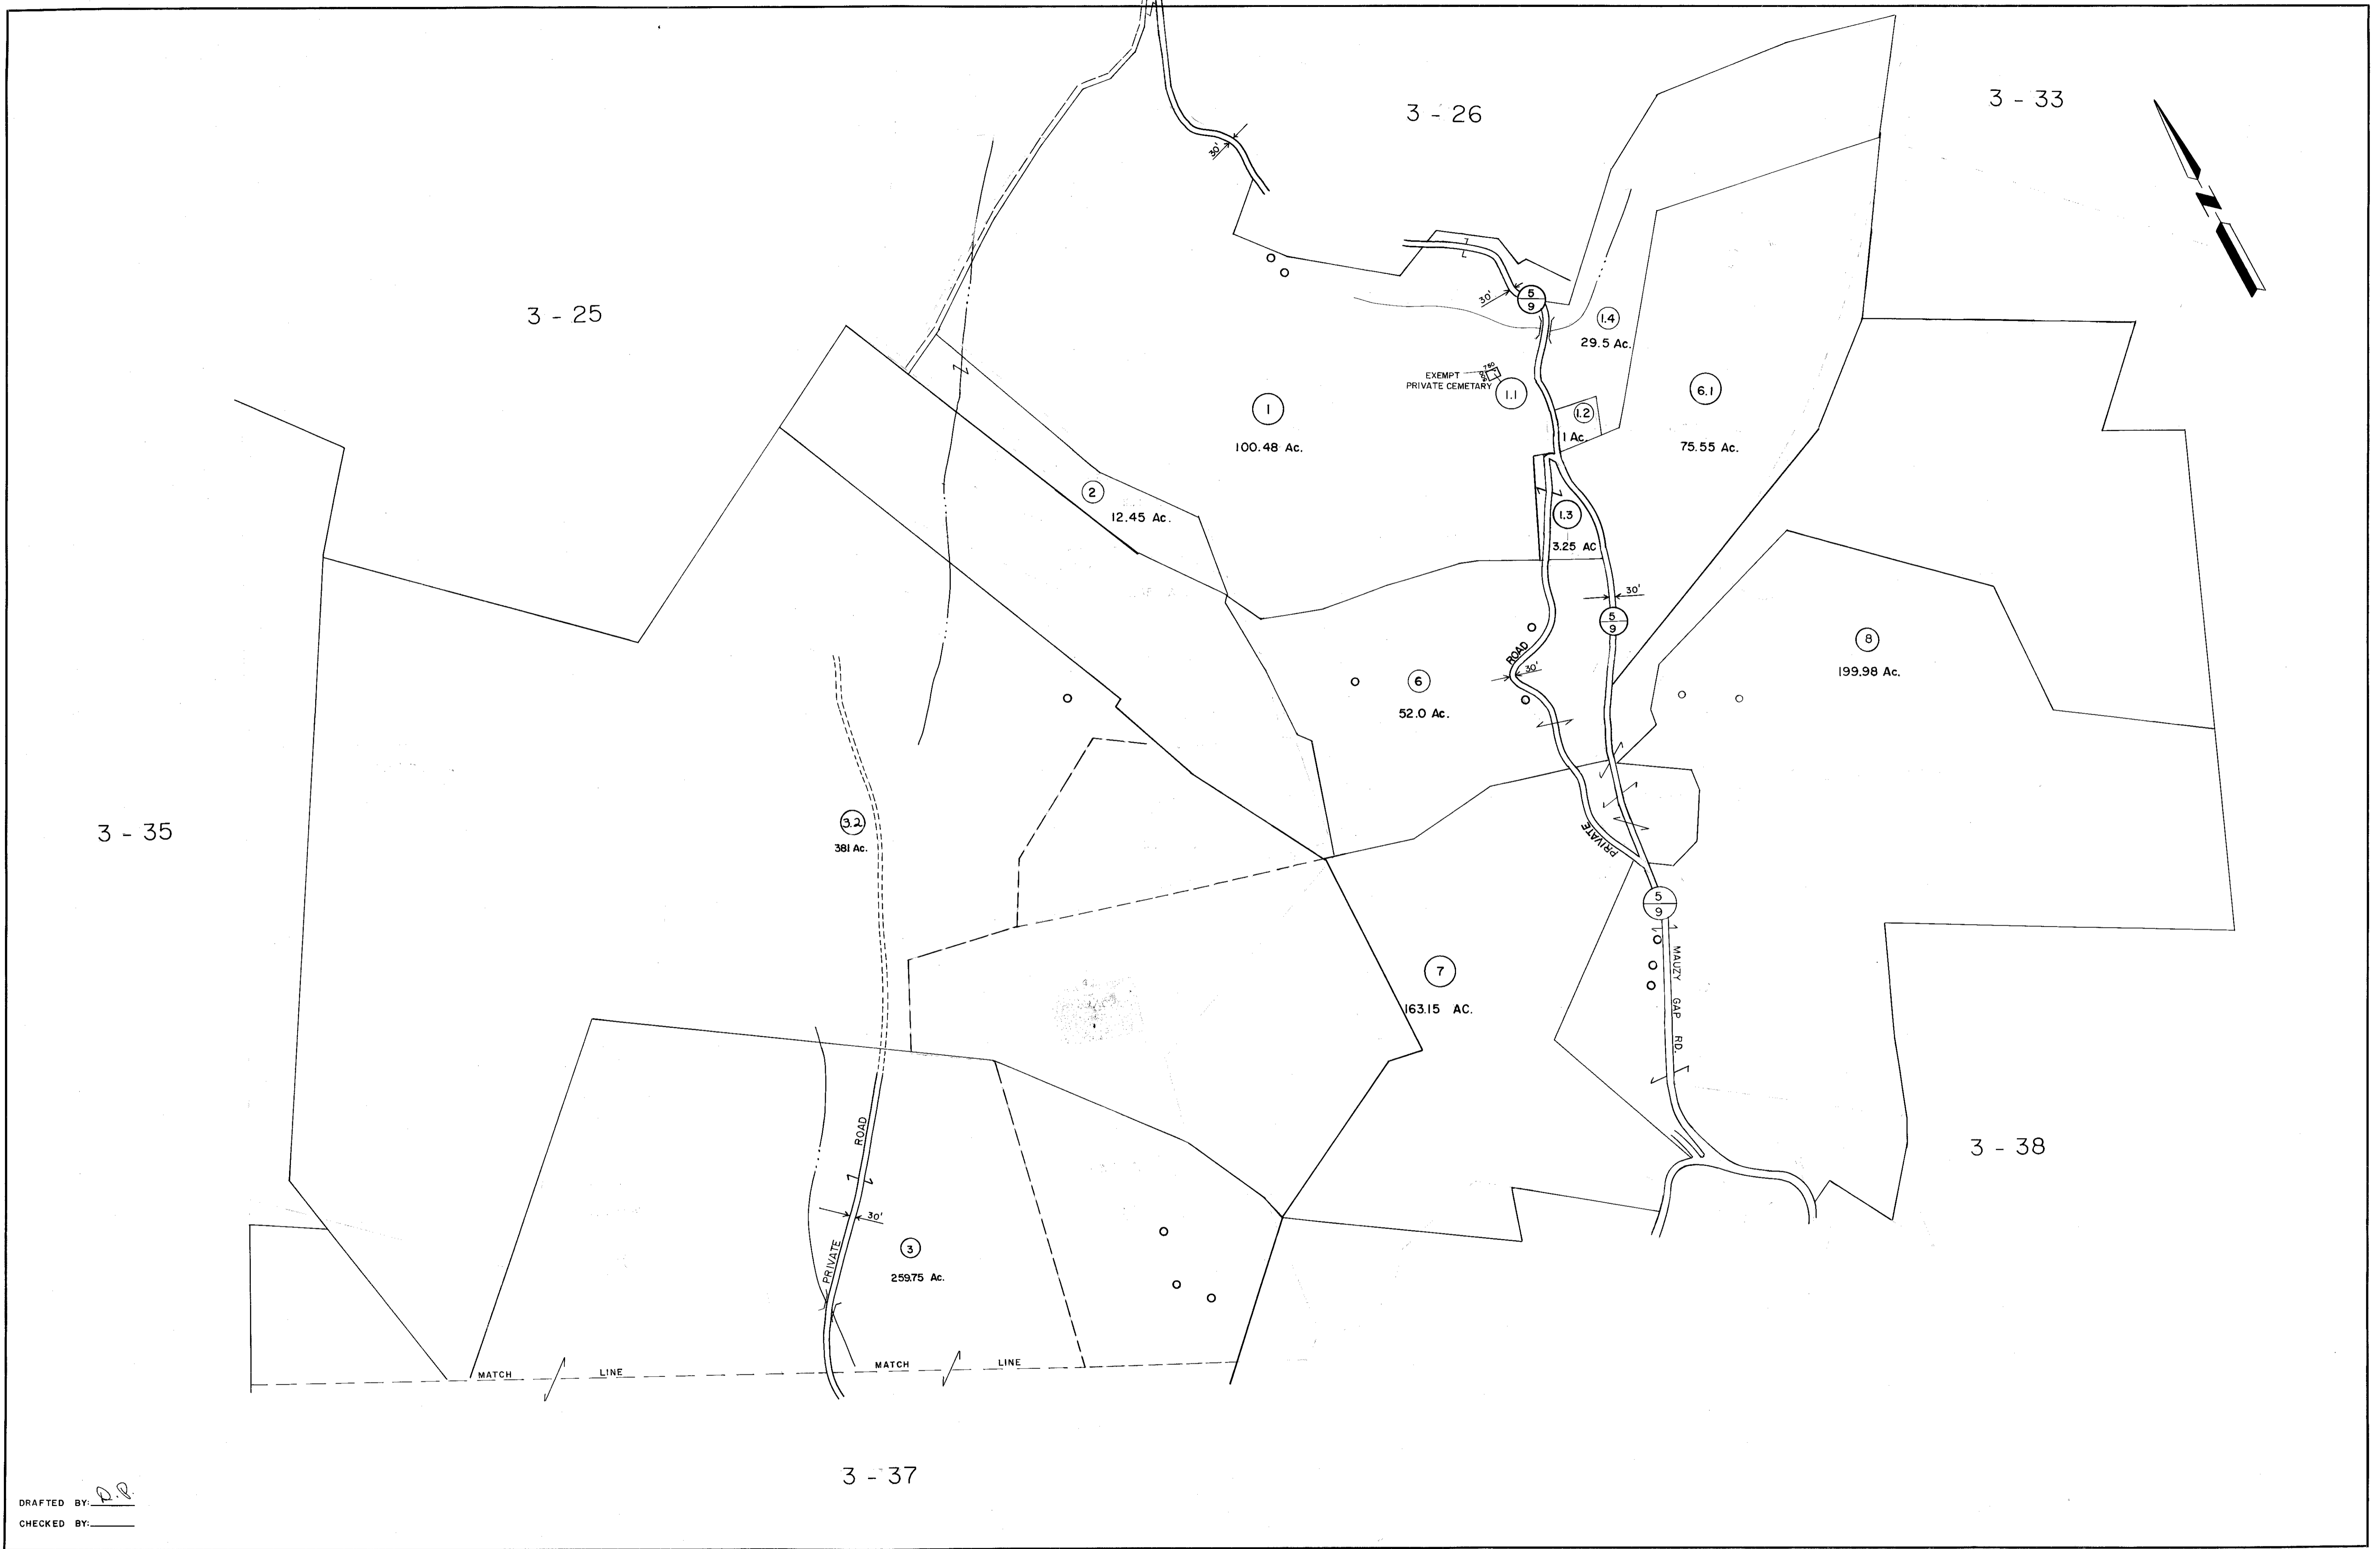 3 - 26
3 - 33
30'
3 - 25
30'
5
9
1.4
29.5 Ac.
EXEMPT
PRIVATE CEMETARY
1.1
6.1
75.55 Ac.
1
100.48 Ac.
1.2
1 Ac.
2
12.45 Ac.
1.3
3.25 AC
30'
5
9
ROAD
30'
8
199.98 Ac.
6
52.0 Ac.
3 - 35
3.2
381 Ac.
PRIVATE
5
9
MAUZY GAP RD.
7
163.15 AC.
3 - 38
ROAD
30'
PRIVATE
3
259.75 Ac.
MATCH LINE
MATCH LINE
3 - 37
DRAFTED BY: D.P.
CHECKED BY:
N